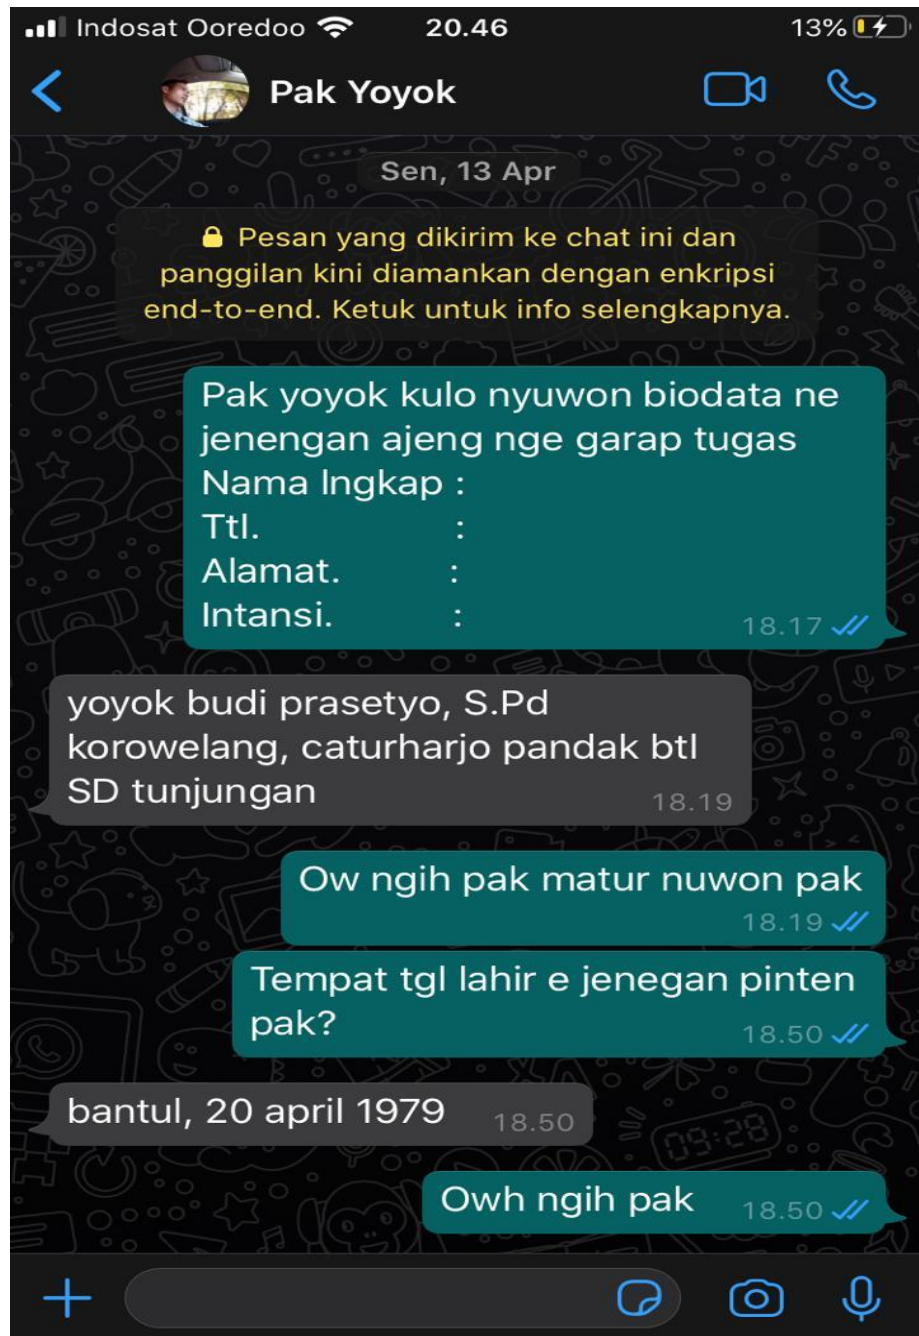 Indosat Ooredoo 20.46 13%
Pak Yoyok
Sen, 13 Apr
Pesan yang dikirim ke chat ini dan
panggilan kini diamankan dengan enkripsi
end-to-end. Ketuk untuk info selengkapnya.
Pak yoyok kulo nyuwon biodata ne
jenengan ajeng nge garap tugas
Nama lngkap :
Ttl. :
Alamat. :
Intansi. :
18.17
yoyok budi prasetyo, S.Pd
korowelang, caturharjo pandak btl
SD tunjungan
18.19
Ow ngih pak matur nuwon pak
18.19
Tempat tgl lahir e jenegan pinten
pak?
18.50
bantul, 20 april 1979 18.50
09:28
Owh ngih pak 18.50